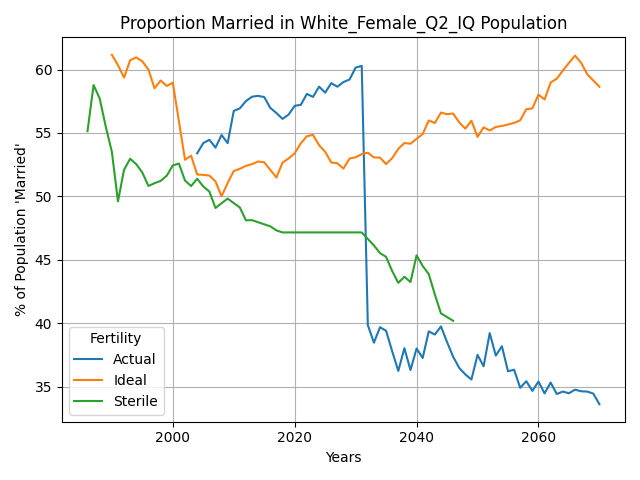 Proportion Married in White_Female_Q2_IQ Population
% of Population 'Married'
60
55
50
45
40
35
Fertility
Actual
Ideal
Sterile
2000
2020
2040
2060
Years